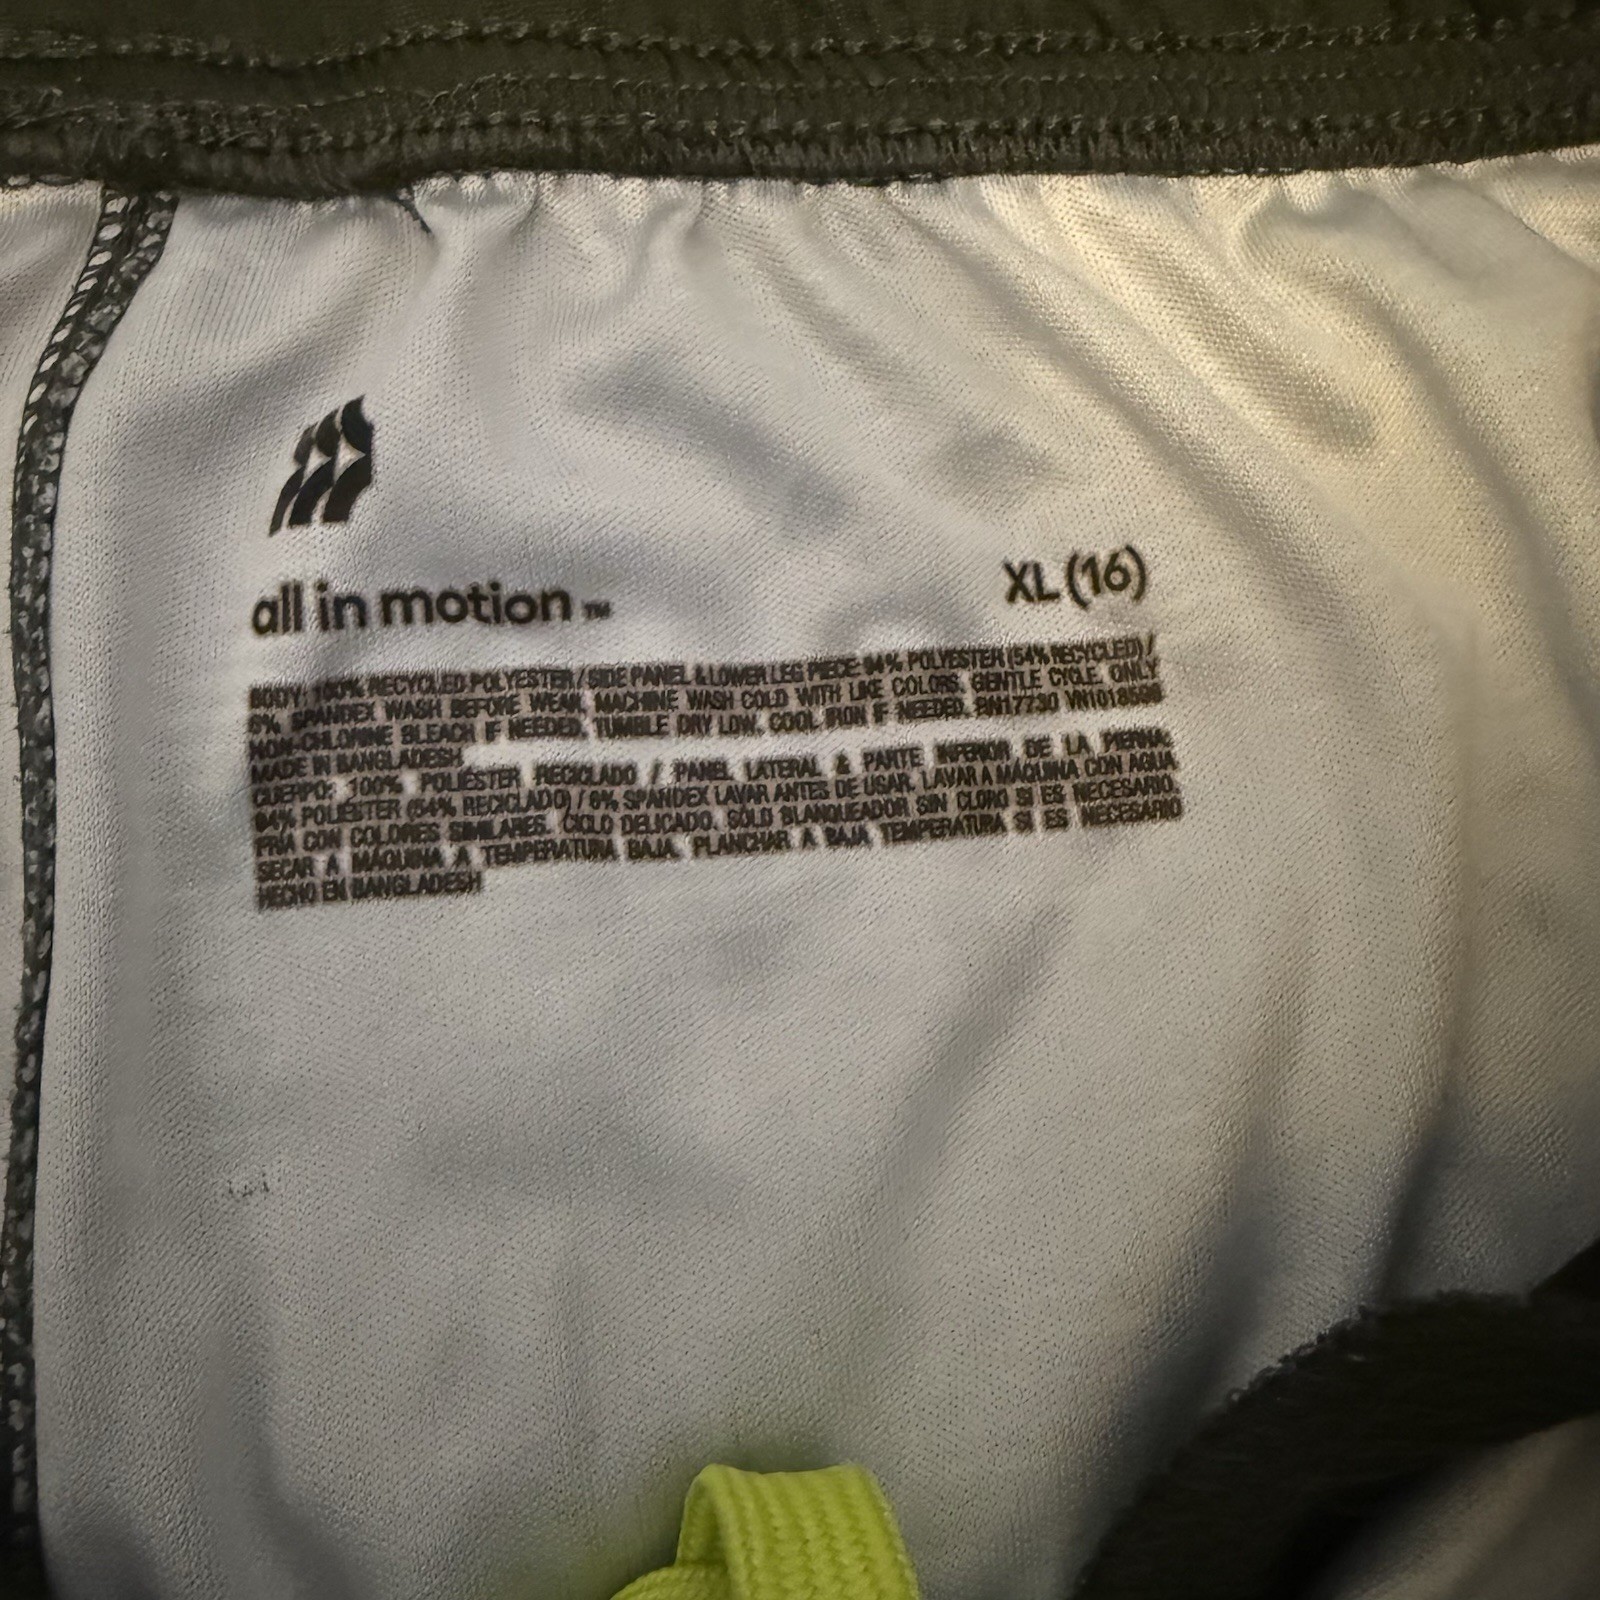 all in motion™
XL (16)
BODY: 100% RECYCLED POLYESTER / SIDE PANEL & LOWER LEG PIECE: 94% POLYESTER (54% RECYCLED) /
6% SPANDEX WASH BEFORE WEAR, MACHINE WASH COLD WITH LIKE COLORS. GENTLE CYCLE. ONLY
NON-CHLORINE BLEACH IF NEEDED. TUMBLE DRY LOW. COOL IRON IF NEEDED. RN17730 VN1018598
MADE IN BANGLADESH
CUERPO: 100% POLIÉSTER RECICLADO / PANEL LATERAL & PARTE INFERIOR DE LA PIERNA:
94% POLIÉSTER (54% RECICLADO) / 6% SPANDEX LAVAR ANTES DE USAR. LAVAR A MÁQUINA CON AGUA
FRÍA CON COLORES SIMILARES. CICLO DELICADO. SÓLO BLANQUEADOR SIN CLORO SI ES NECESARIO.
SECAR A MÁQUINA A TEMPERATURA BAJA. PLANCHAR A BAJA TEMPERATURA SI ES NECESARIO
HECHO EN BANGLADESH